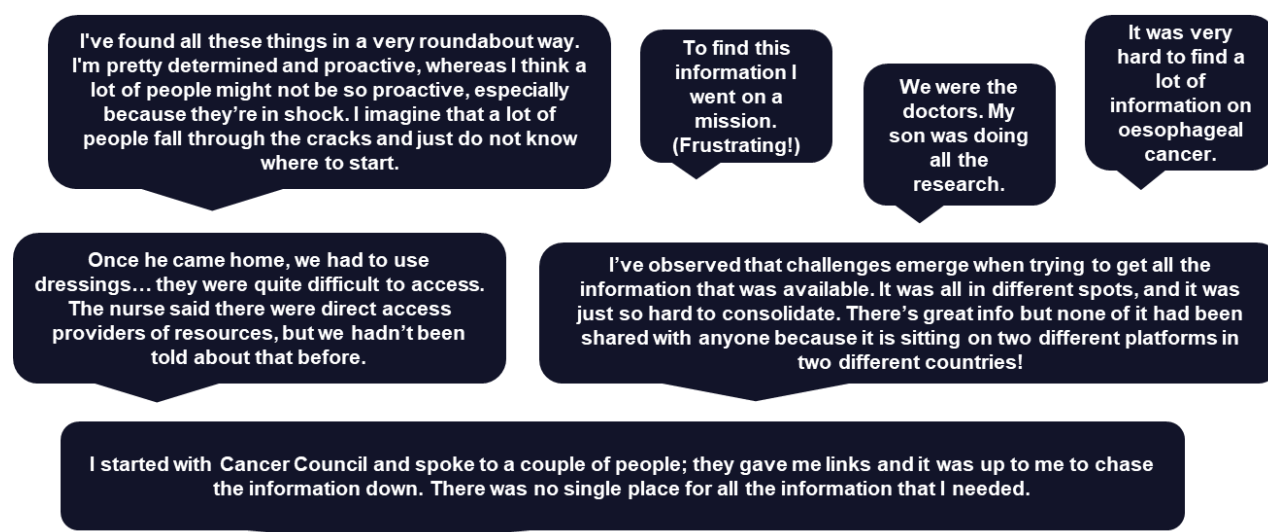 I've found all these things in a very roundabout way.
I'm pretty determined and proactive, whereas I think a
lot of people might not be so proactive, especially
because they’re in shock. I imagine that a lot of
people fall through the cracks and just do not know
where to start.
To find this
information I
went on a
mission.
(Frustrating!)
We were the
doctors. My
son was doing
all the
research.
It was very
hard to find a
lot of
information on
oesophageal
cancer.
Once he came home, we had to use
dressings… they were quite difficult to access.
The nurse said there were direct access
providers of resources, but we hadn’t been
told about that before.
I’ve observed that challenges emerge when trying to get all the
information that was available. It was all in different spots, and it was
just so hard to consolidate. There’s great info but none of it had been
shared with anyone because it is sitting on two different platforms in
two different countries!
I started with Cancer Council and spoke to a couple of people; they gave me links and it was up to me to chase
the information down. There was no single place for all the information that I needed.